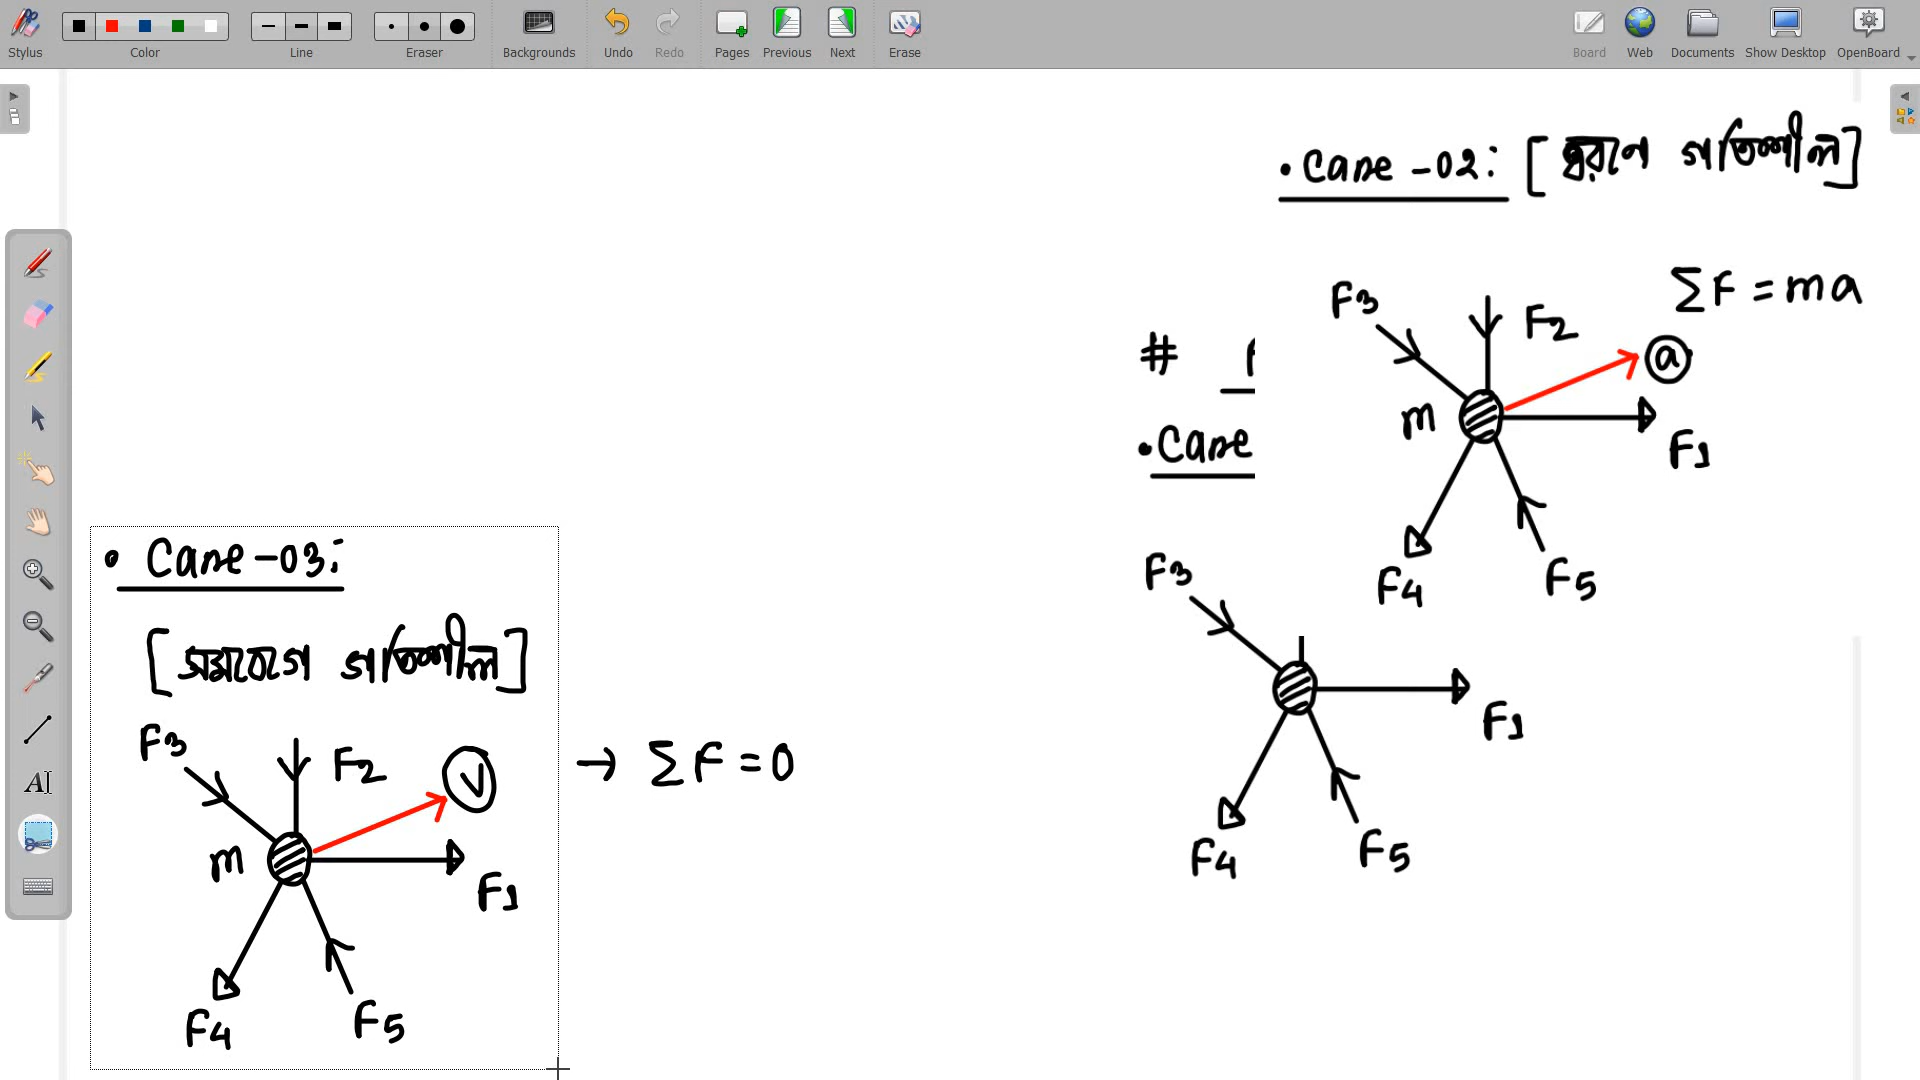 Stylus
Color
Line
Eraser
Backgrounds
Undo
Redo
Pages
Previous
Next
Erase
Board
Web
Documents
Show Desktop
OpenBoard
• Case -02: [ত্বরণে গতিশীল]
ΣF = ma
F3
F2
a
m
F1
F4
F5
#
• Case
F3
F1
F4
F5
• Case -03:
[সমবেগে গতিশীল]
F3
F2
V
→ ΣF = 0
m
F1
F4
F5